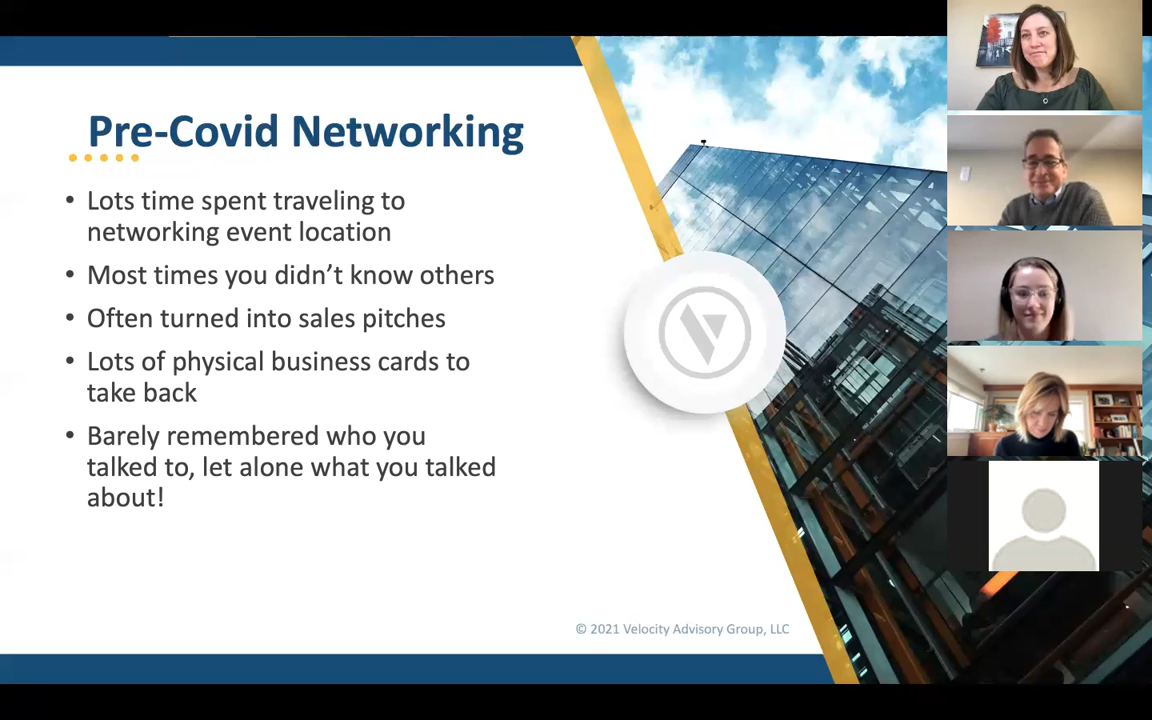 Pre-Covid Networking
• Lots time spent traveling to
networking event location
• Most times you didn’t know others
• Often turned into sales pitches
• Lots of physical business cards to
take back
• Barely remembered who you
talked to, let alone what you talked
about!
© 2021 Velocity Advisory Group, LLC